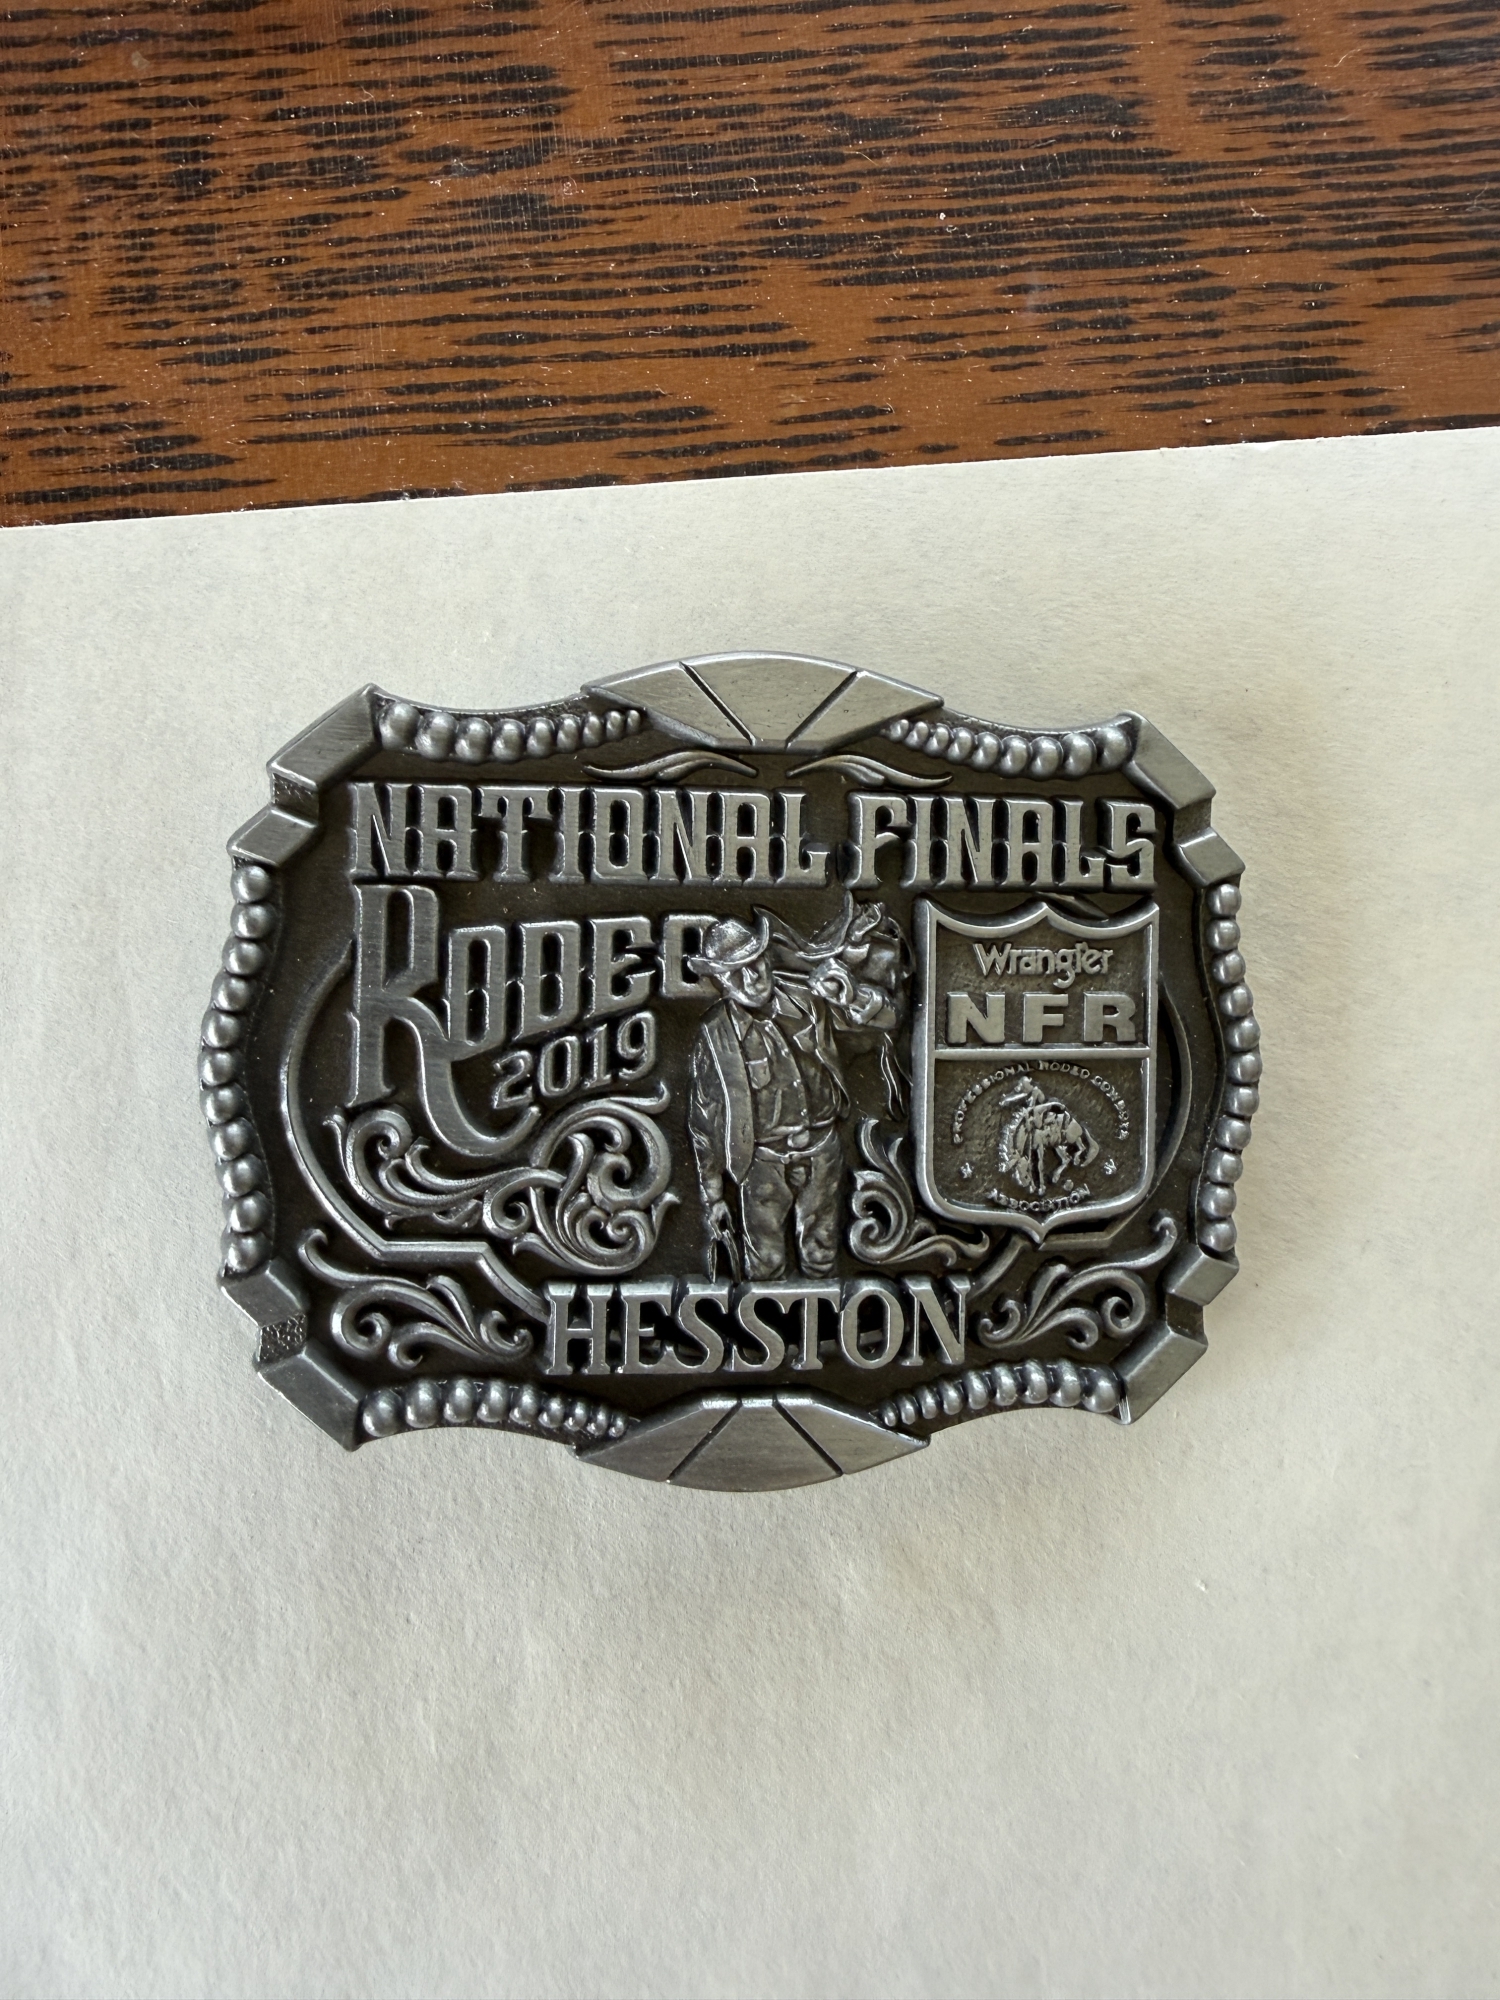 NATIONAL FINALS
RODEO
2019
Wrangler
NFR
PROFESSIONAL RODEO COWBOYS
ASSOCIATION
HESSTON